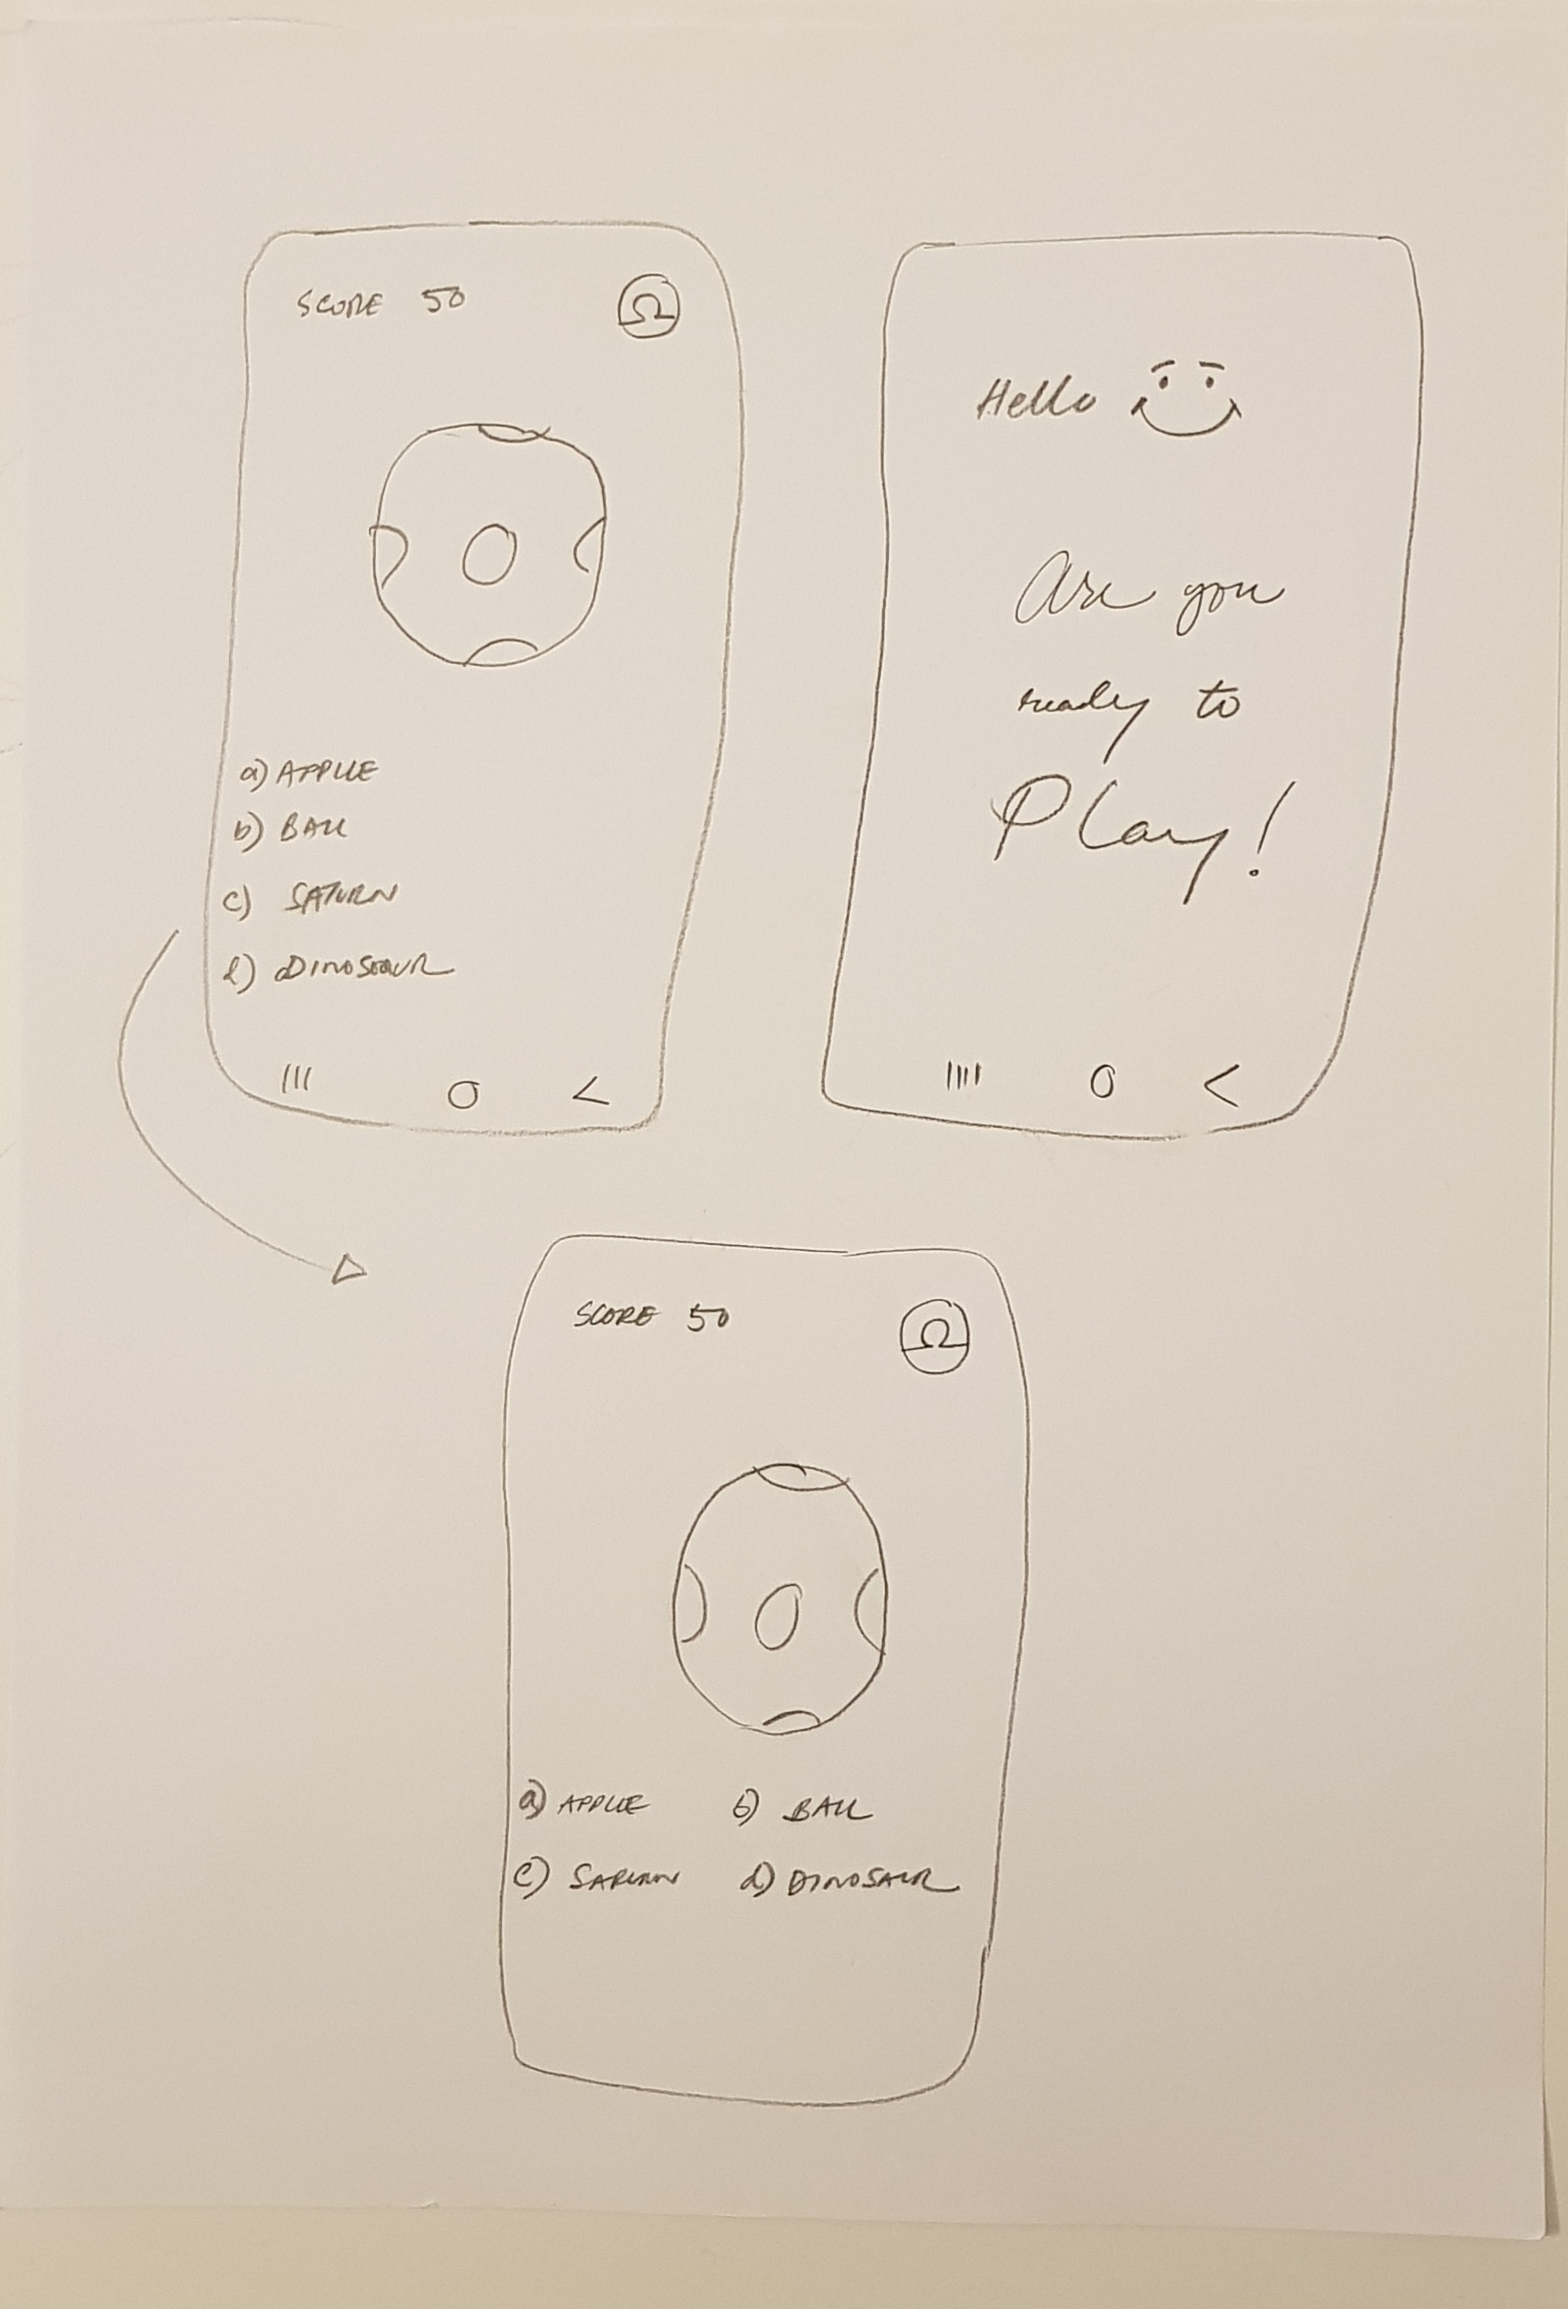 SCORE 50
a) APPLE
b) BALL
c) SATURN
d) DINOSAUR
Hello
Are you
ready to
Play!
SCORE 50
a) APPLE b) BALL
c) SATURN d) DINOSAUR